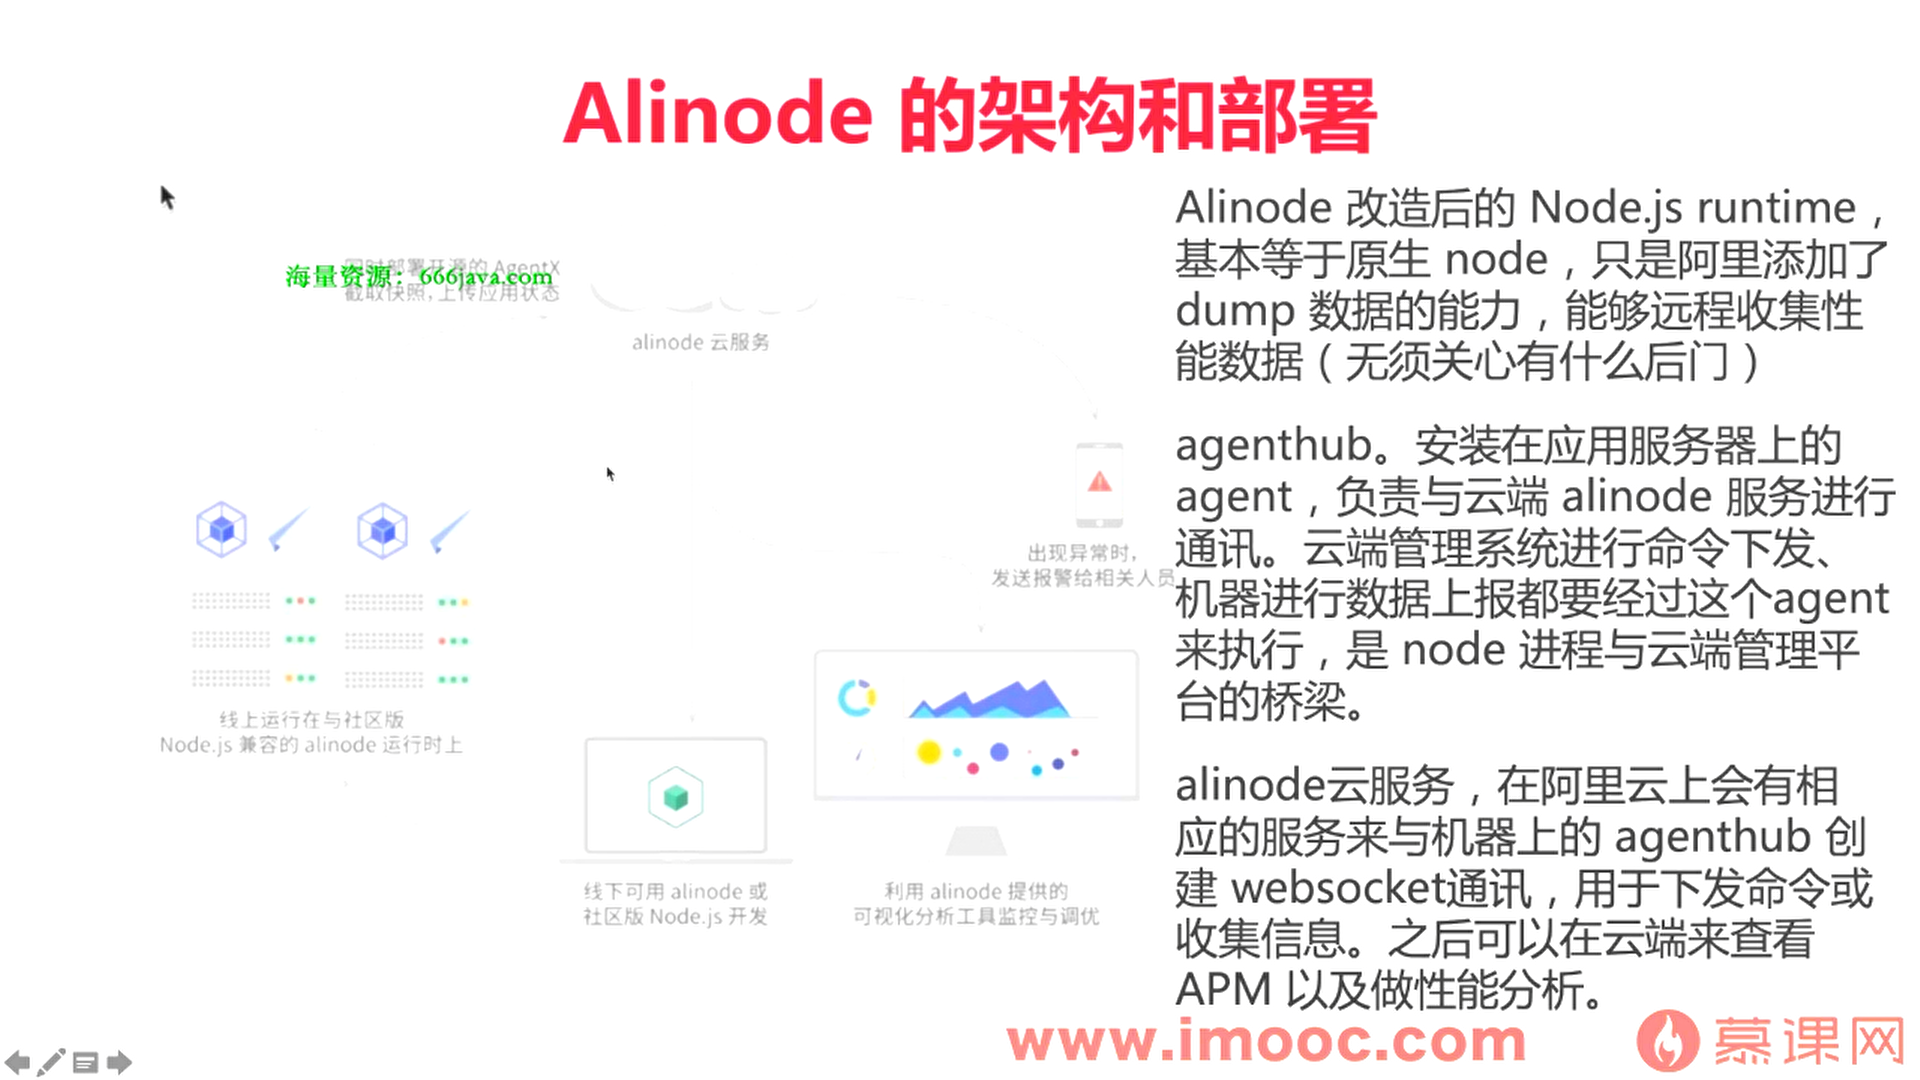 Alinode 的架构和部署
同时部署开源的 AgentX
海量资源：666java.com
截取快照，上传应用状态
alinode 云服务
出现异常时，
发送报警给相关人员
线上运行在与社区版
Node.js 兼容的 alinode 运行时上
线下可用 alinode 或
社区版 Node.js 开发
利用 alinode 提供的
可视化分析工具监控与调优
Alinode 改造后的 Node.js runtime，
基本等于原生 node，只是阿里添加了
dump 数据的能力，能够远程收集性
能数据（无须关心有什么后门）
agenthub。安装在应用服务器上的
agent，负责与云端 alinode 服务进行
通讯。云端管理系统进行命令下发、
机器进行数据上报都要经过这个agent
来执行，是 node 进程与云端管理平
台的桥梁。
alinode云服务，在阿里云上会有相
应的服务来与机器上的 agenthub 创
建 websocket通讯，用于下发命令或
收集信息。之后可以在云端来查看
APM 以及做性能分析。
www.imooc.com
慕课网